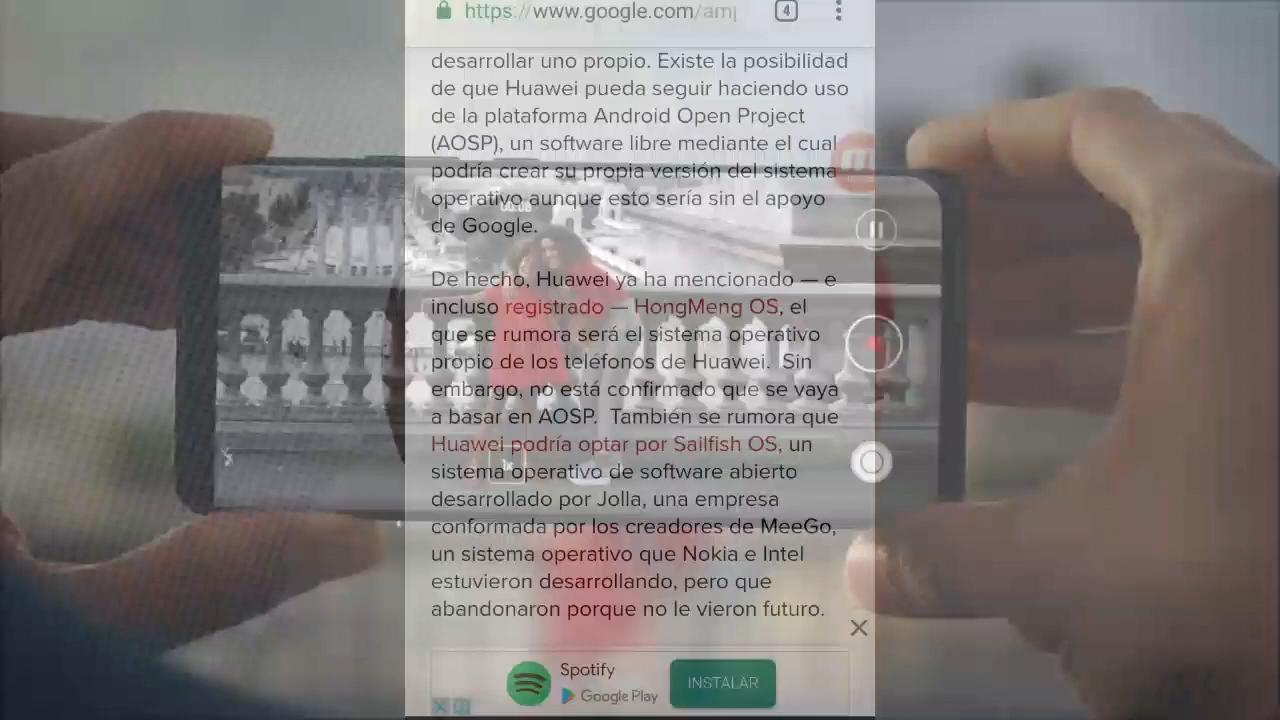 https://www.google.com/amp
4
desarrollar uno propio. Existe la posibilidad
de que Huawei pueda seguir haciendo uso
de la plataforma Android Open Project
(AOSP), un software libre mediante el cual
podría crear su propia versión del sistema
operativo aunque esto sería sin el apoyo
de Google.
De hecho, Huawei ya ha mencionado — e
incluso registrado — HongMeng OS, el
que se rumora será el sistema operativo
propio de los teléfonos de Huawei. Sin
embargo, no está confirmado que se vaya
a basar en AOSP. También se rumora que
Huawei podría optar por Sailfish OS, un
sistema operativo de software abierto
desarrollado por Jolla, una empresa
conformada por los creadores de MeeGo,
un sistema operativo que Nokia e Intel
estuvieron desarrollando, pero que
abandonaron porque no le vieron futuro.
Spotify
Google Play
INSTALAR